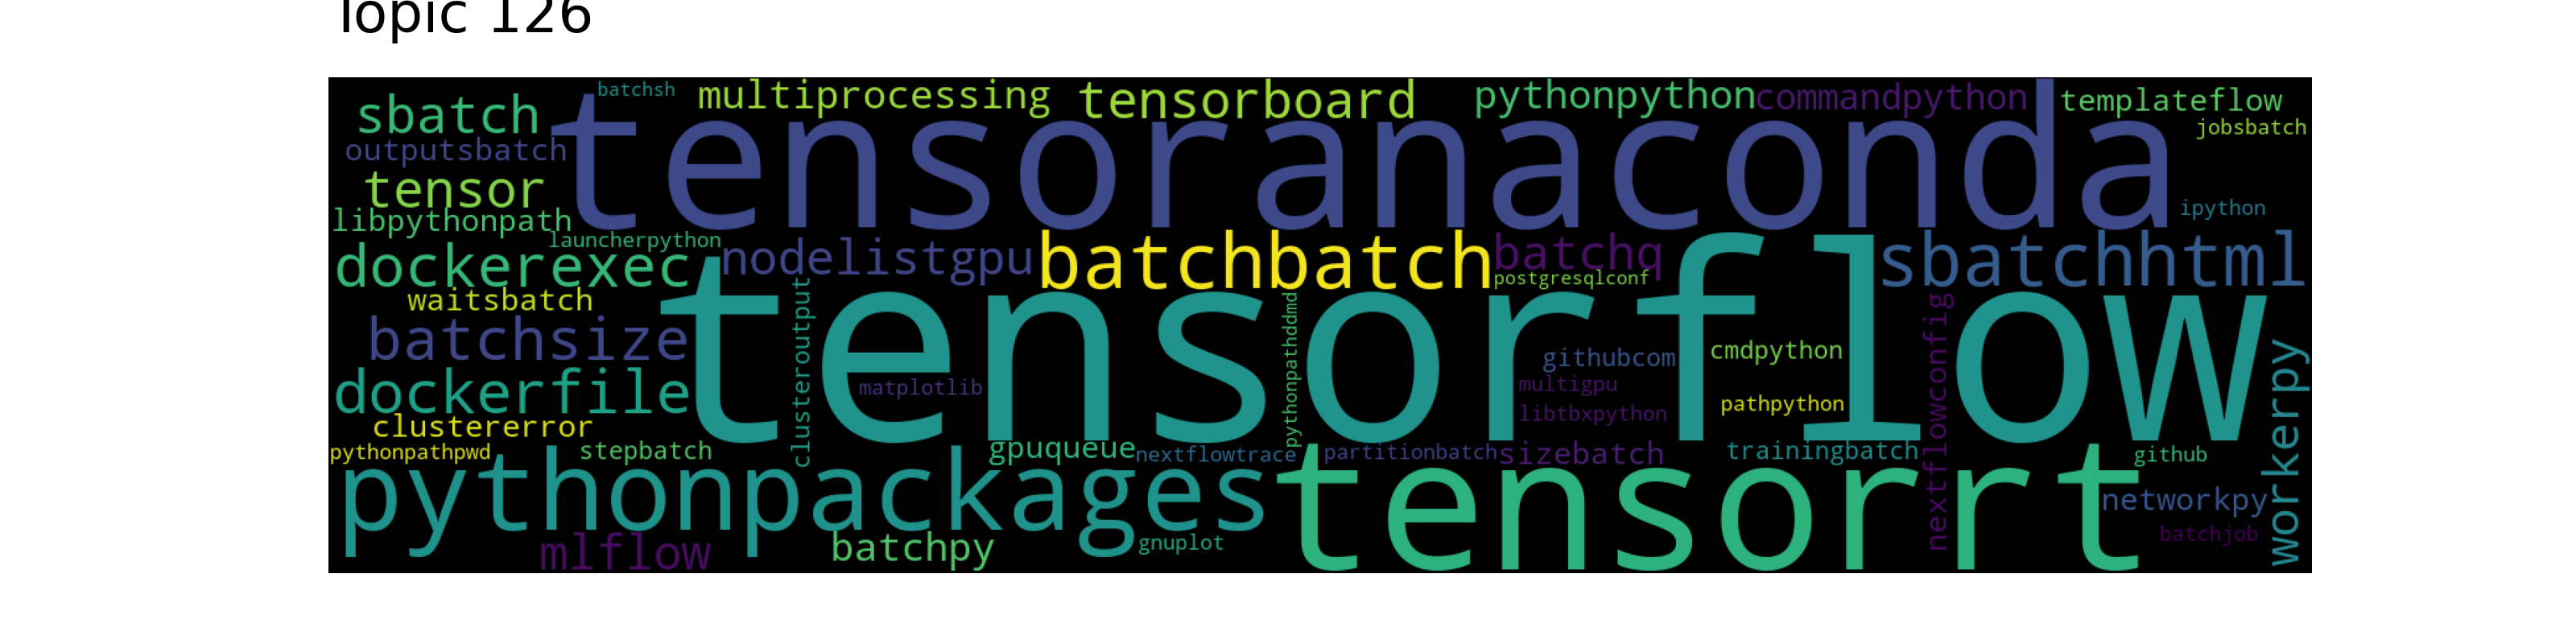 Topic 126
batchsh
multiprocessing
tensorboard
pythonpython
commandpython
templateflow
sbatch
jobsbatch
outputsbatch
tensoranaconda
tensor
ipython
libpythonpath
launcherpython
nodelistgpu
batchbatch
batchq
sbatchhtml
dockerexec
postgresqlconf
waitsbatch
tensorflow
clusteroutput
pythonpathddmd
nextflowconfig
batchsize
githubcom
cmdpython
workerpy
matplotlib
multigpu
dockerfile
pathpython
libtbxpython
clustererror
pythonpathpwd
stepbatch
gpuqueue
nextflowtrace
partitionbatch
sizebatch
trainingbatch
github
pythonpackages
tensorrt
networkpy
mlflow
batchpy
gnuplot
batchjob